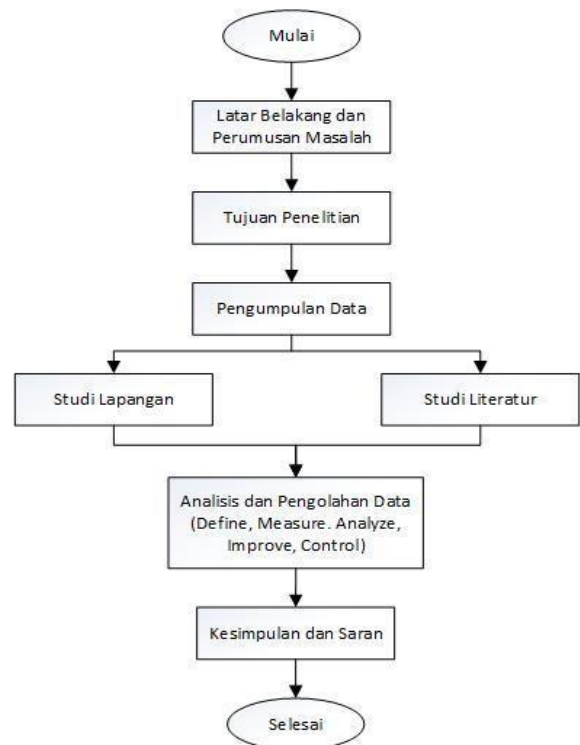 Mulai
Latar Belakang dan
Perumusan Masalah
Tujuan Penelitian
Pengumpulan Data
Studi Lapangan
Studi Literatur
Analisis dan Pengolahan Data
(Define, Measure. Analyze,
Improve, Control)
Kesimpulan dan Saran
Selesai